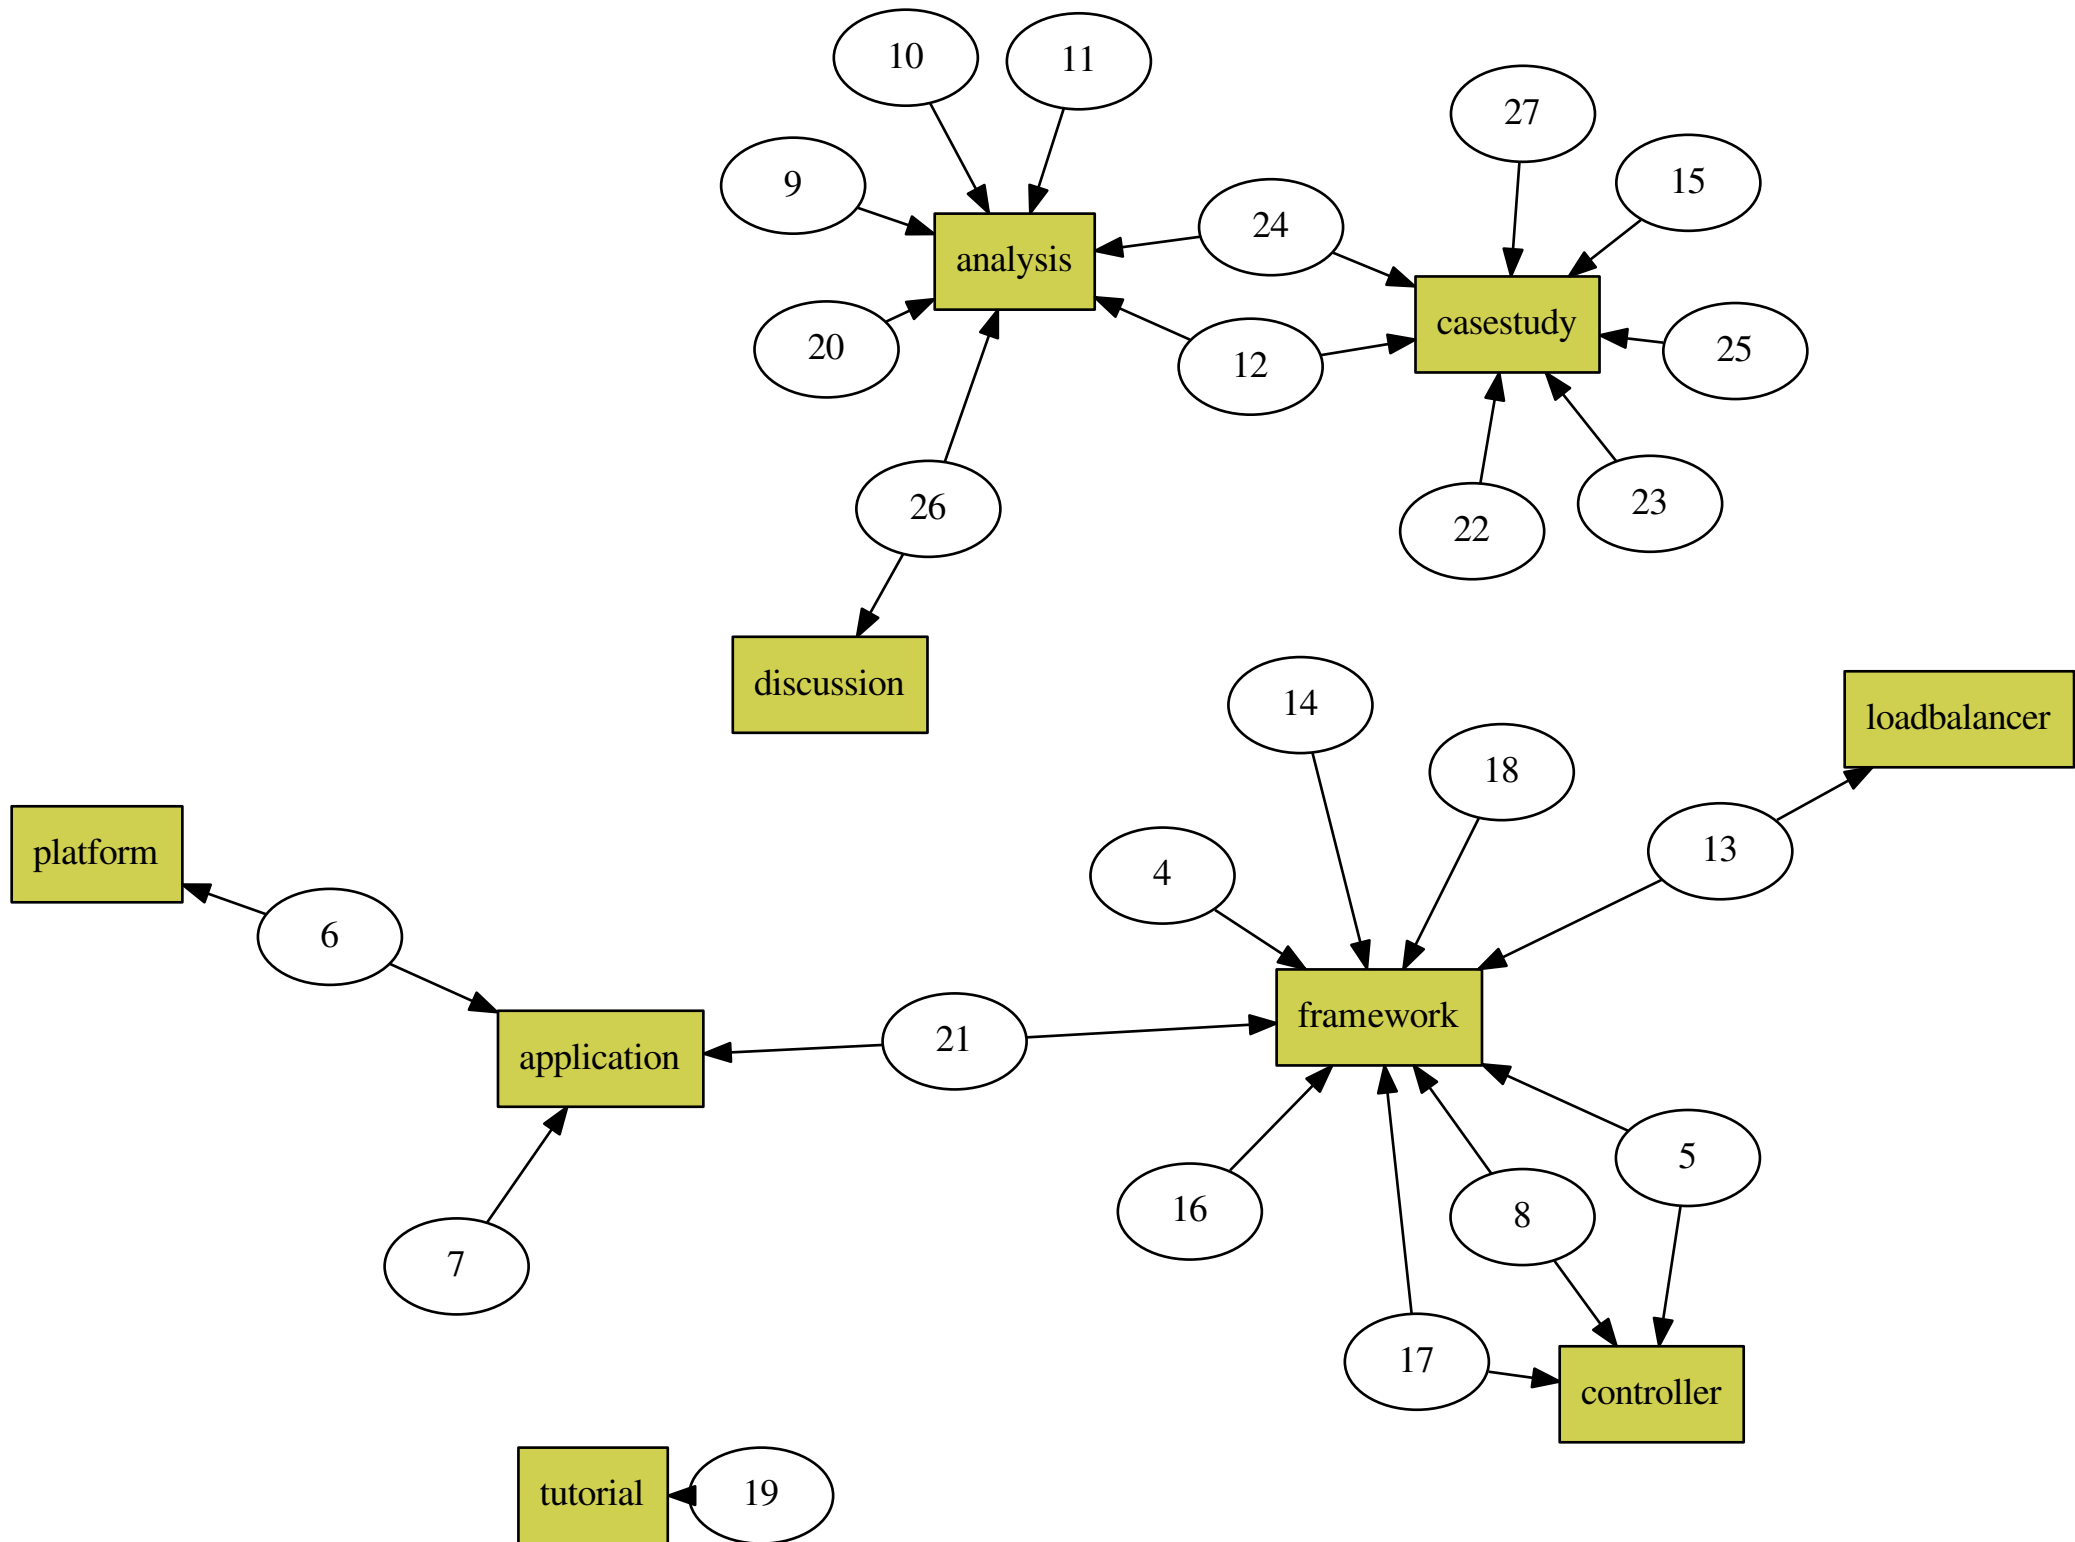 10
11
27
15
9
24
analysis
casestudy
20
12
25
26
23
22
discussion
14
loadbalancer
18
platform
13
4
6
framework
21
application
5
16
8
7
17
controller
tutorial
19